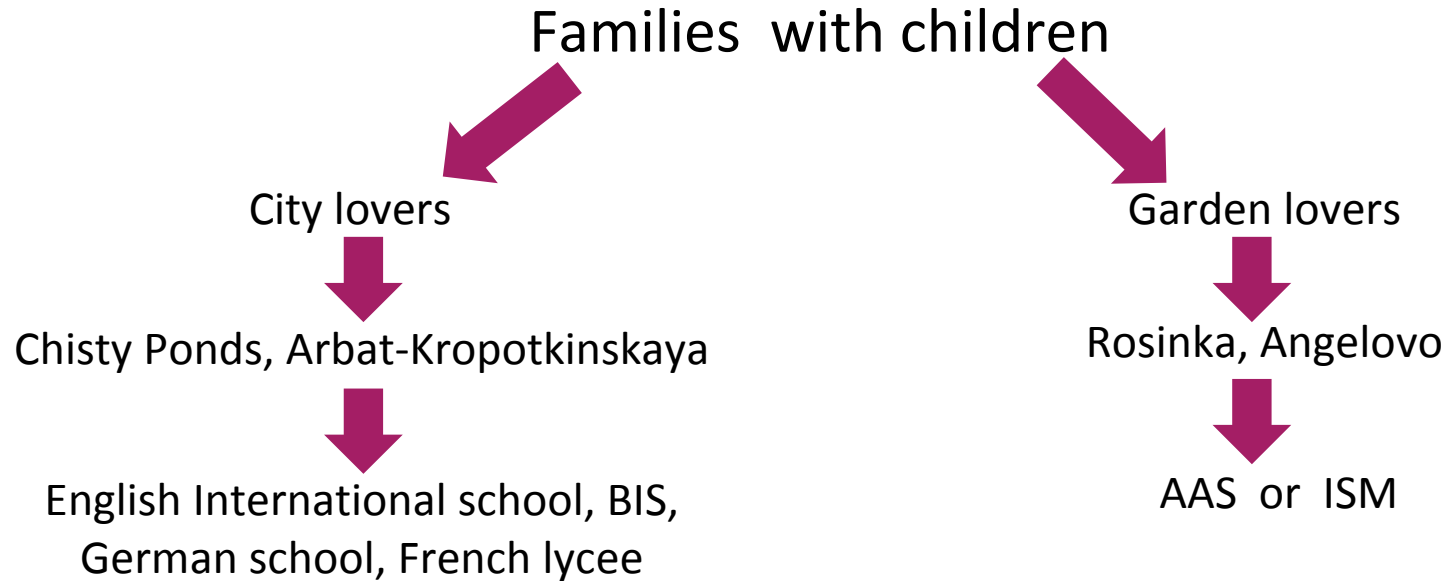 Families with children
City lovers
Garden lovers
Chisty Ponds, Arbat-Kropotkinskaya
Rosinka, Angelovo
English International school, BIS,
German school, French lycee
AAS or ISM